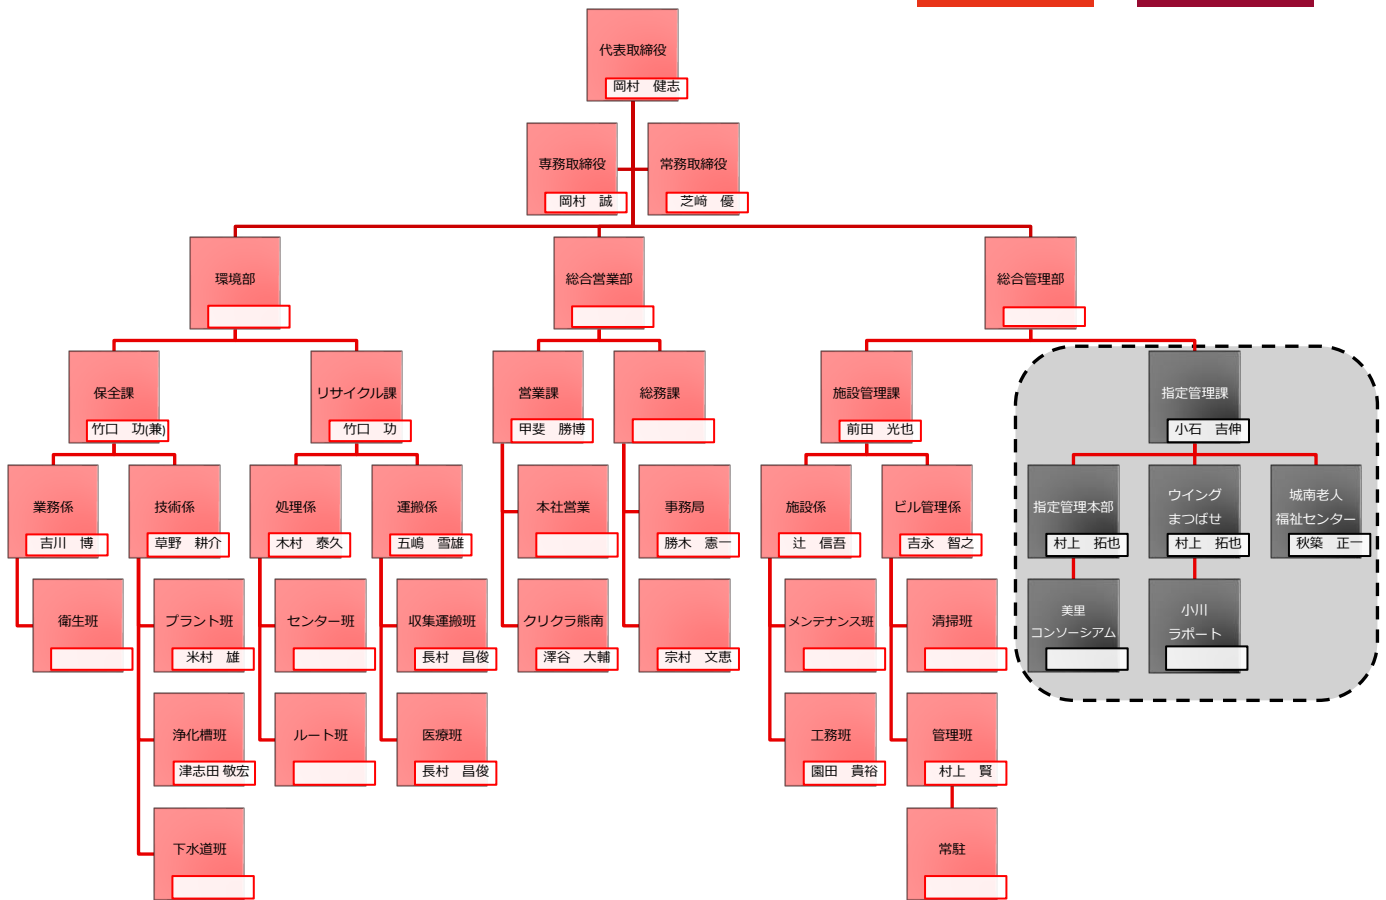 代表取締役
岡村　健志
専務取締役
岡村　誠
常務取締役
芝﨑　優
環境部
総合営業部
総合管理部
保全課
竹口　功(兼)
リサイクル課
竹口　功
営業課
甲斐　勝博
総務課
施設管理課
前田　光也
指定管理課
小石　吉伸
業務係
吉川　博
技術係
草野　耕介
処理係
木村　泰久
運搬係
五嶋　雪雄
本社営業
事務局
勝木　憲一
施設係
辻　信吾
ビル管理係
吉永　智之
指定管理本部
村上　拓也
ウイング
まつばせ
村上　拓也
城南老人
福祉センター
秋築　正一
衛生班
プラント班
米村　雄
センター班
収集運搬班
長村　昌俊
クリクラ熊南
澤谷　大輔
宗村　文恵
メンテナンス班
清掃班
美里
コンソーシアム
小川
ラポート
浄化槽班
津志田 敬宏
ルート班
医療班
長村　昌俊
工務班
園田　貴裕
管理班
村上　賢
下水道班
常駐